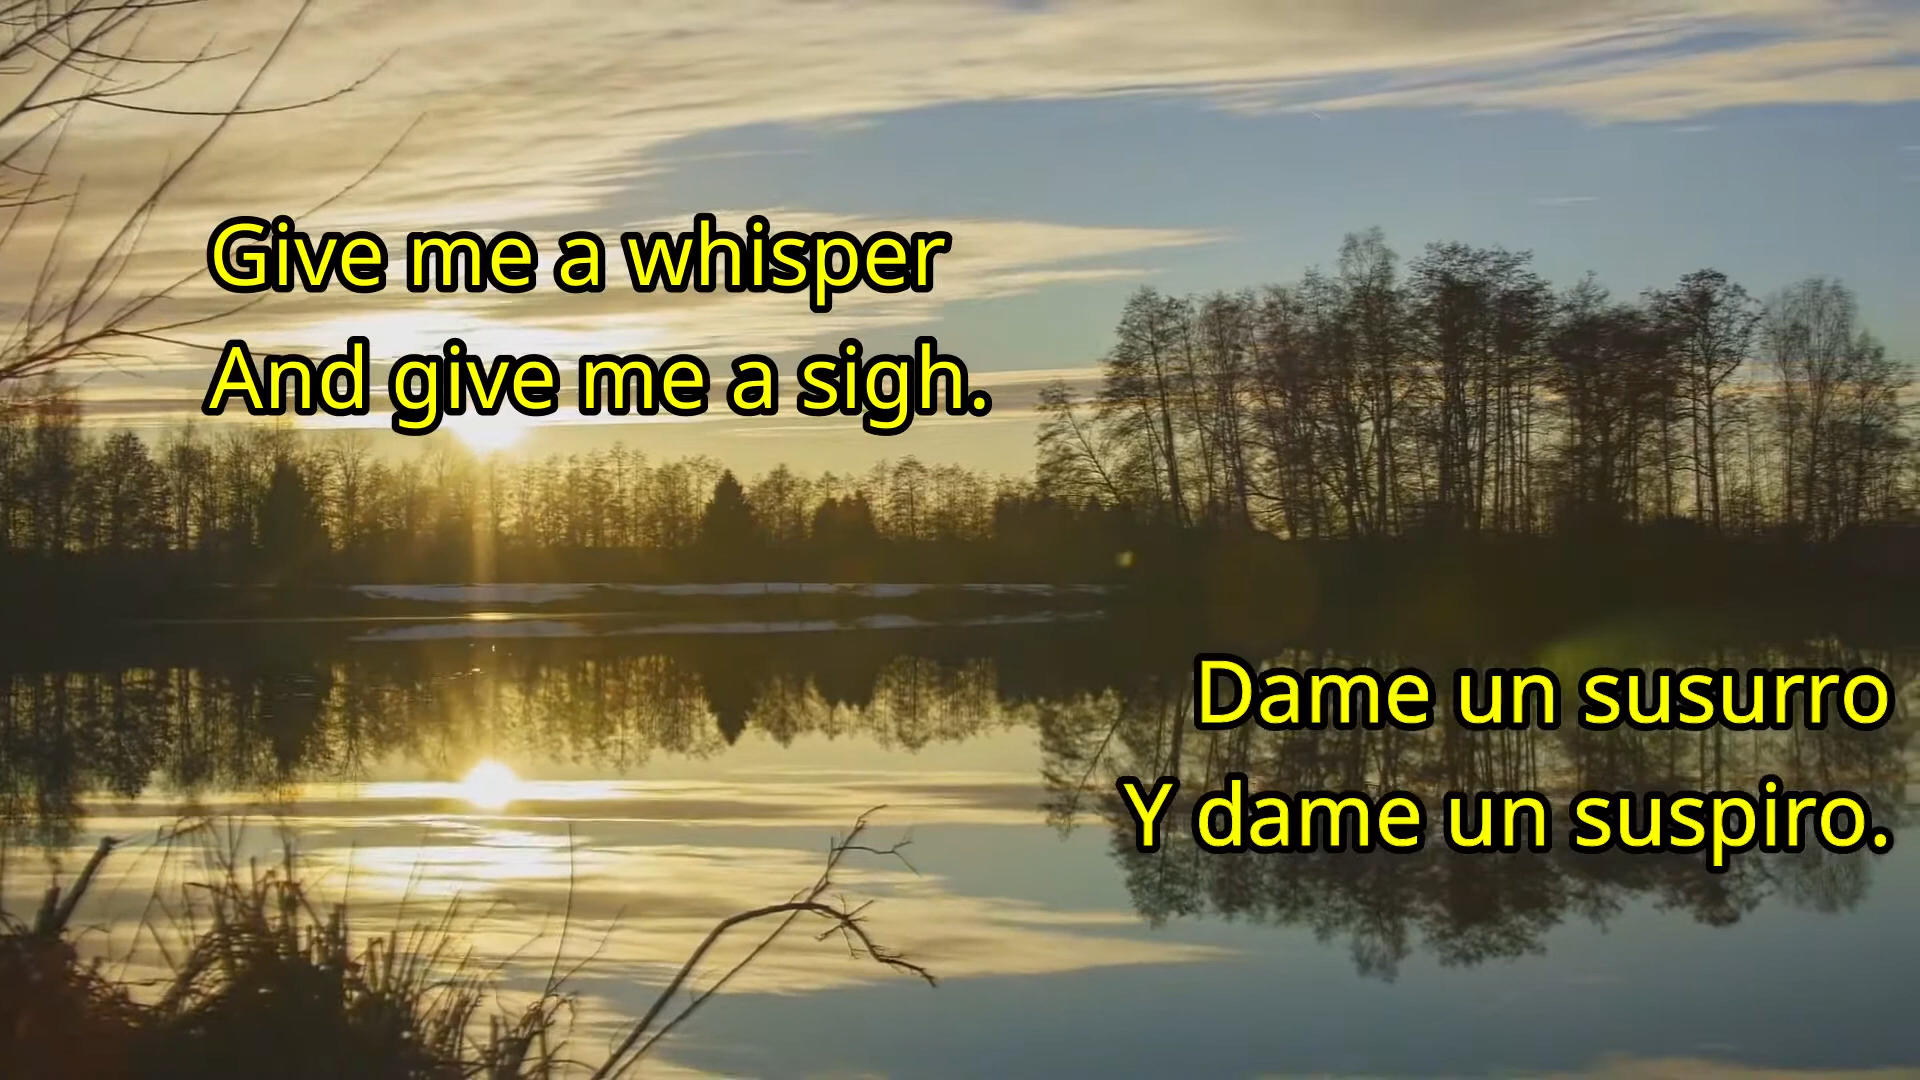 Give me a whisper
And give me a sigh.
Dame un susurro
Y dame un suspiro.